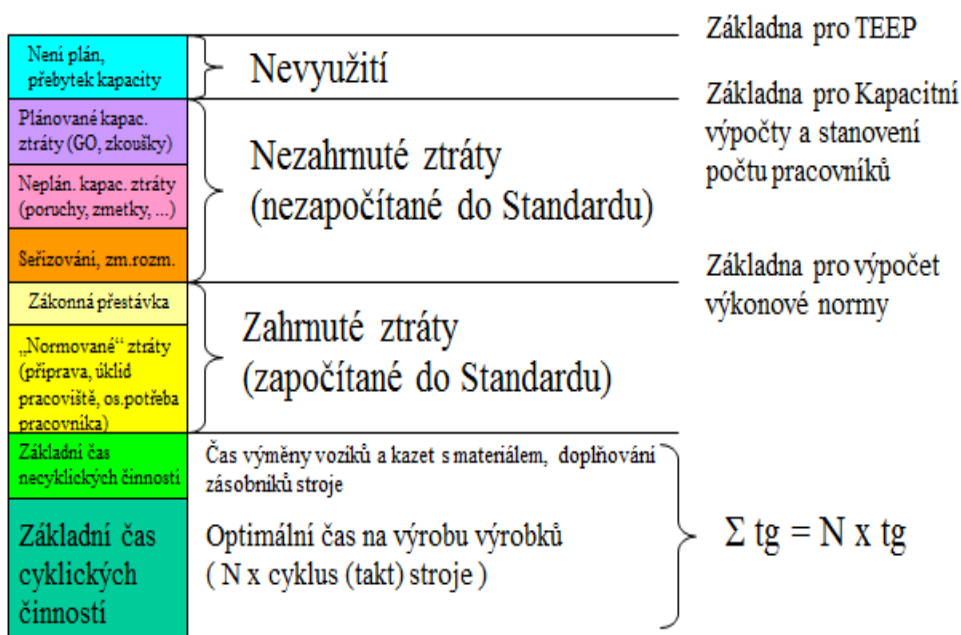 Základna pro TEEP
Není plán,
přebytek kapacity
Nevyužití
Základna pro Kapacitní
výpočty a stanovení
počtu pracovníků
Plánované kapac.
ztráty (GO, zkoušky)
Neplán. kapac. ztráty
(poruchy, zmetky, ...)
Seřizování, zm.rozm.
Nezahrnuté ztráty
(nezapočítané do Standardu)
Základna pro výpočet
výkonové normy
Zákonná přestávka
„Normované“ ztráty
(příprava, úklid
pracoviště, os.potřeba
pracovníka)
Zahrnuté ztráty
(započítané do Standardu)
Základní čas
necyklických činností
Čas výměny vozíků a kazet s materiálem, doplňování
zásobníků stroje
Základní čas
cyklických
činností
Optimální čas na výrobu výrobků
( N x cyklus (takt) stroje )
Σ tg = N x tg